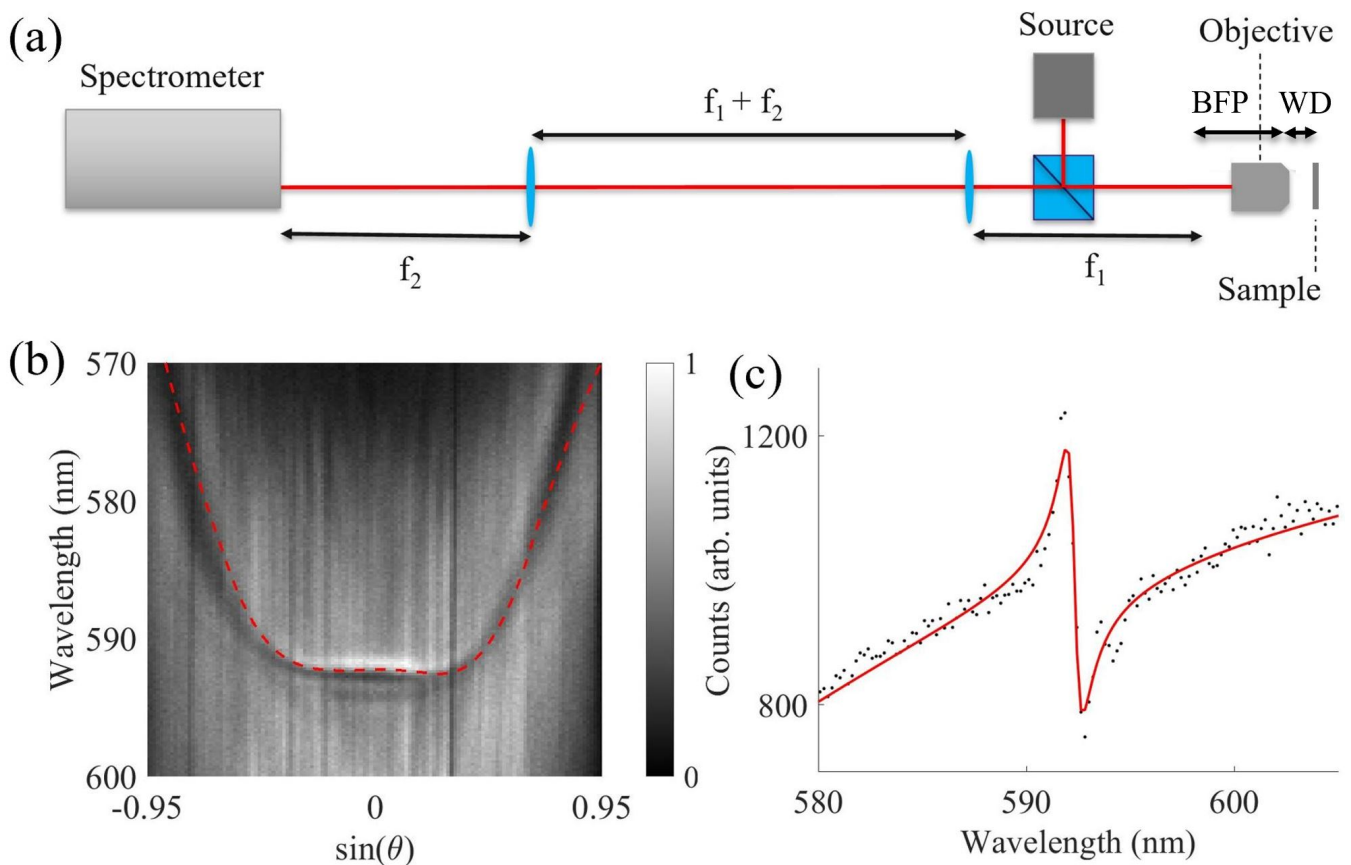 (a)
Spectrometer
Source
Objective
f₁ + f₂
BFP
WD
f₂
f₁
Sample
(b)
570
580
590
600
Wavelength (nm)
-0.95
0
0.95
sin(θ)
1
0
(c)
1200
800
Counts (arb. units)
580
590
600
Wavelength (nm)